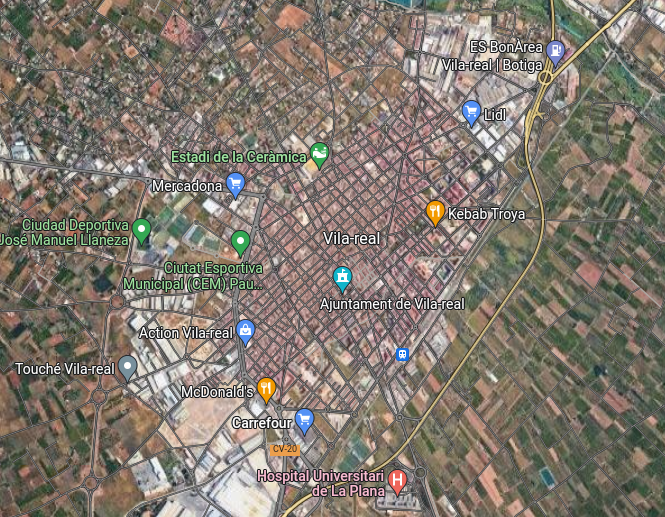 ES BonÀrea
Vila-real | Botiga
Lidl
Estadi de la Ceràmica
Mercadona
Kebab Troya
Ciudad Deportiva
José Manuel Llaneza
Vila-real
Ciutat Esportiva
Municipal (CEM) Pau...
Ajuntament de Vila-real
Action Vila-real
Touché Vila-real
McDonald's
Carrefour
CV-20
Hospital Universitari
de La Plana
H